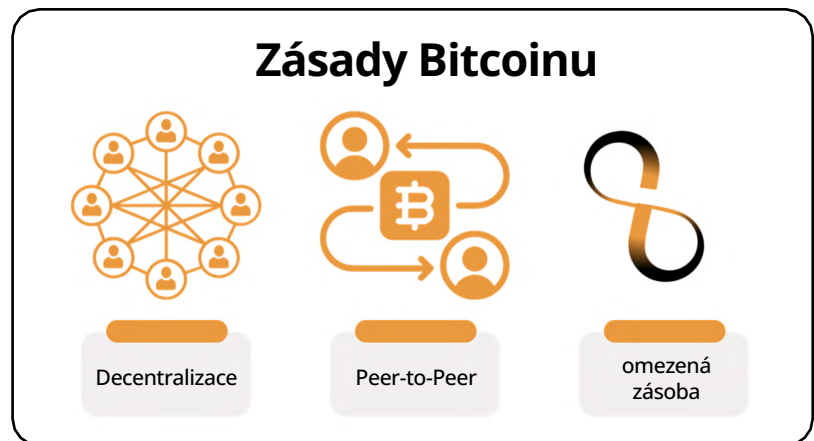 Zásady Bitcoinu
Decentralizace
Peer-to-Peer
omezená
zásoba